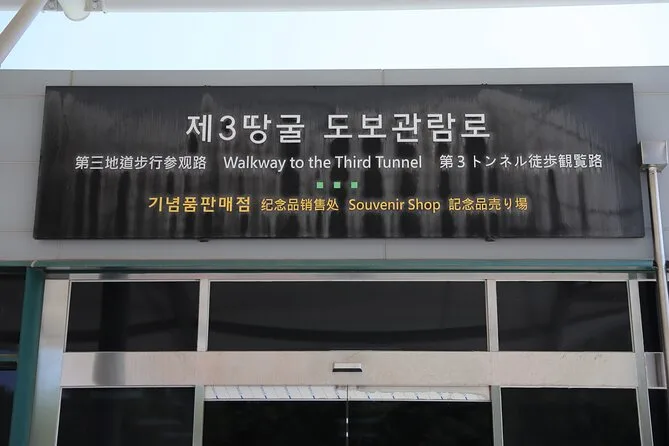 제3땅굴 도보관람로
第三地道步行参观路 Walkway to the Third Tunnel 第3トンネル徒歩観覧路
기념품판매점 纪念品销售处 Souvenir Shop 記念品売り場